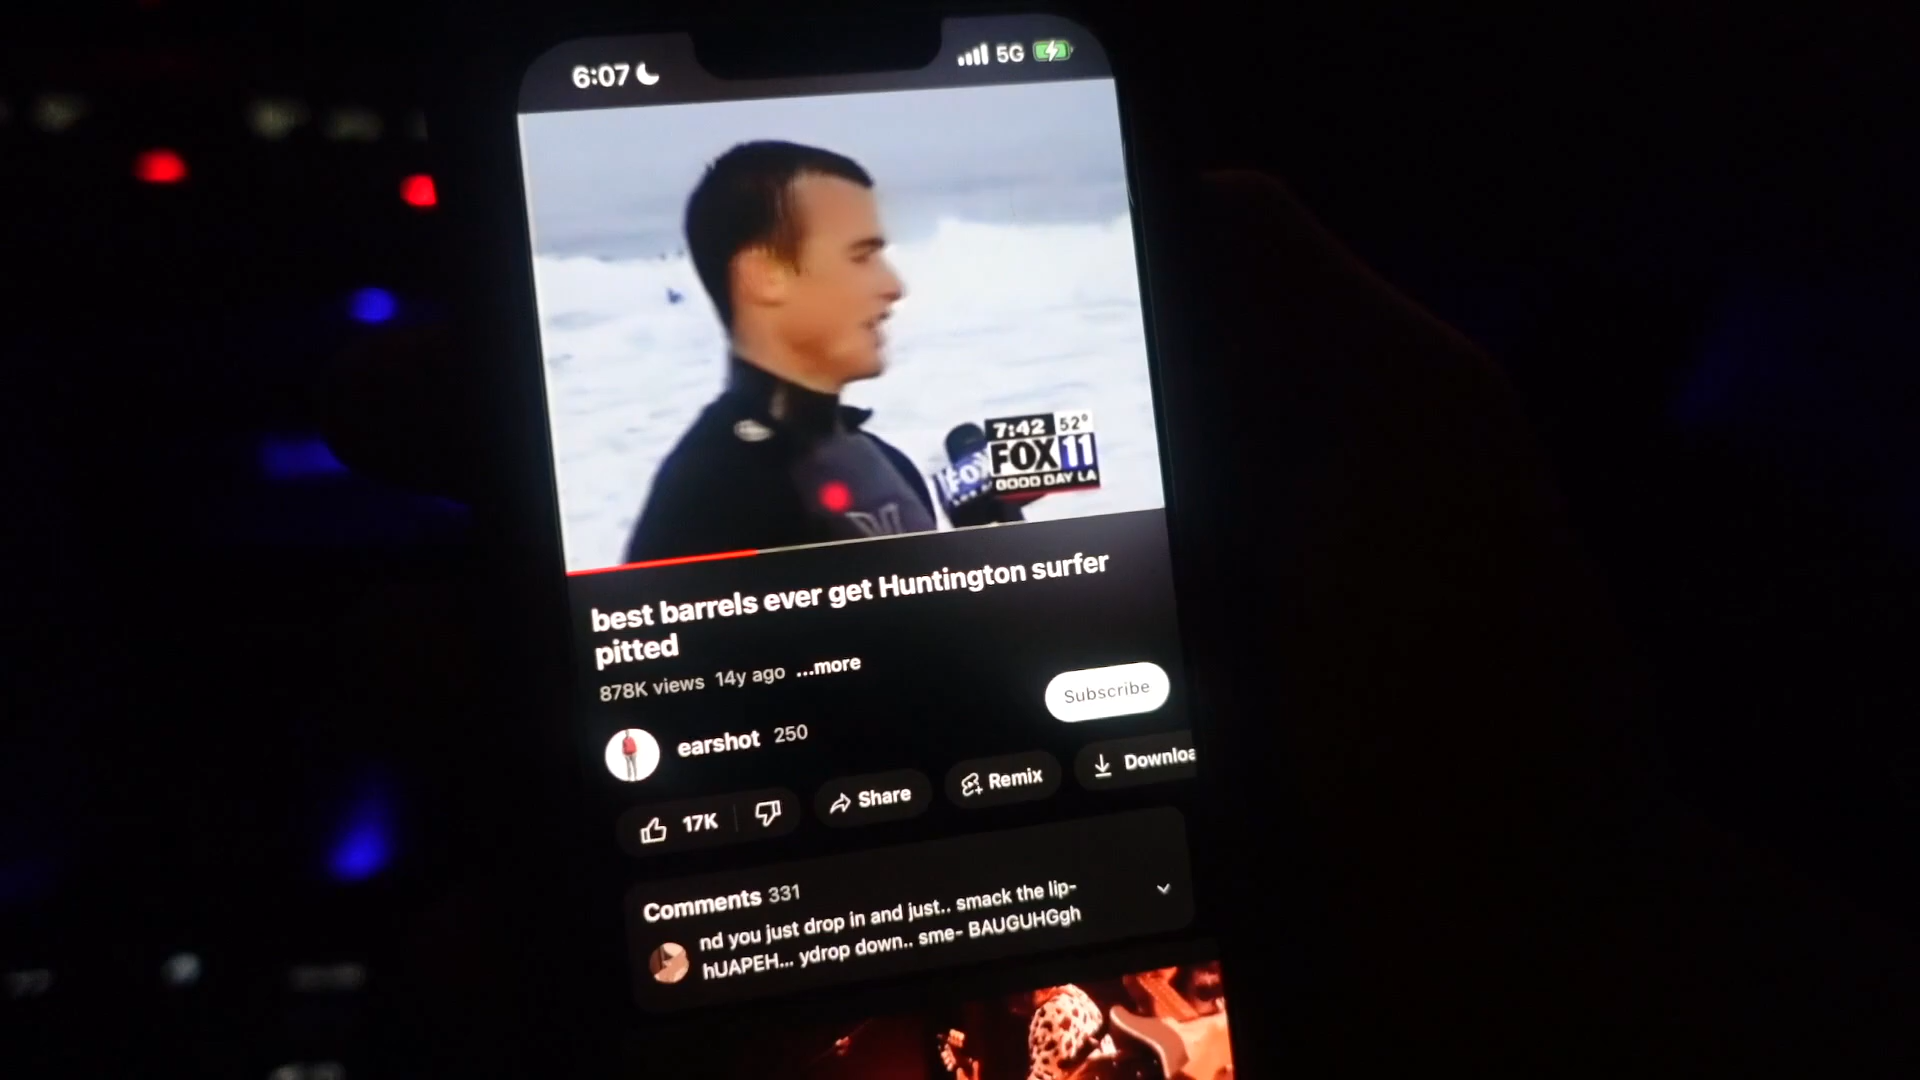 6:07 5G
7:42 52°
FOX 11
GOOD DAY LA
FOX
best barrels ever get Huntington surfer
pitted
878K views 14y ago ...more
Subscribe
earshot 250
17K Share Remix Downloa
Comments 331
nd you just drop in and just.. smack the lip-
hUAPEH... ydrop down.. sme- BAUGUHGgh